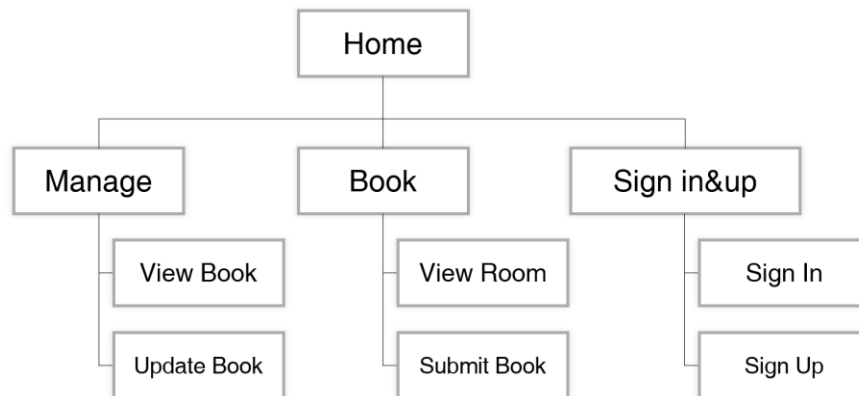 Home
Manage
Book
Sign in&up
View Book
View Room
Sign In
Update Book
Submit Book
Sign Up